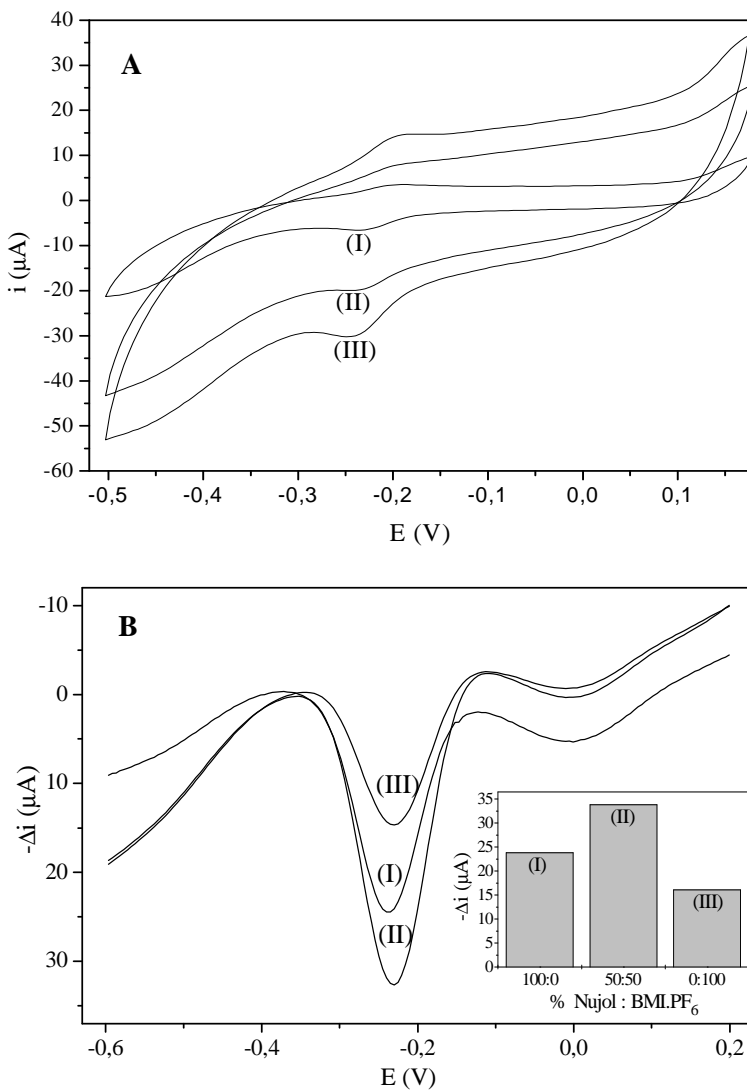 A
40
30
20
10
0
-10
-20
-30
-40
-50
-60
i (µA)
(I)
(II)
(III)
-0,5 -0,4 -0,3 -0,2 -0,1 0,0 0,1
E (V)
B
-10
0
10
20
30
-Δi (µA)
(III)
(I)
(II)
35
30
25
20
15
10
5
0
-Δi (µA)
(I)
(II)
(III)
100:0 50:50 0:100
% Nujol : BMI.PF6
-0,6 -0,4 -0,2 0,0 0,2
E (V)